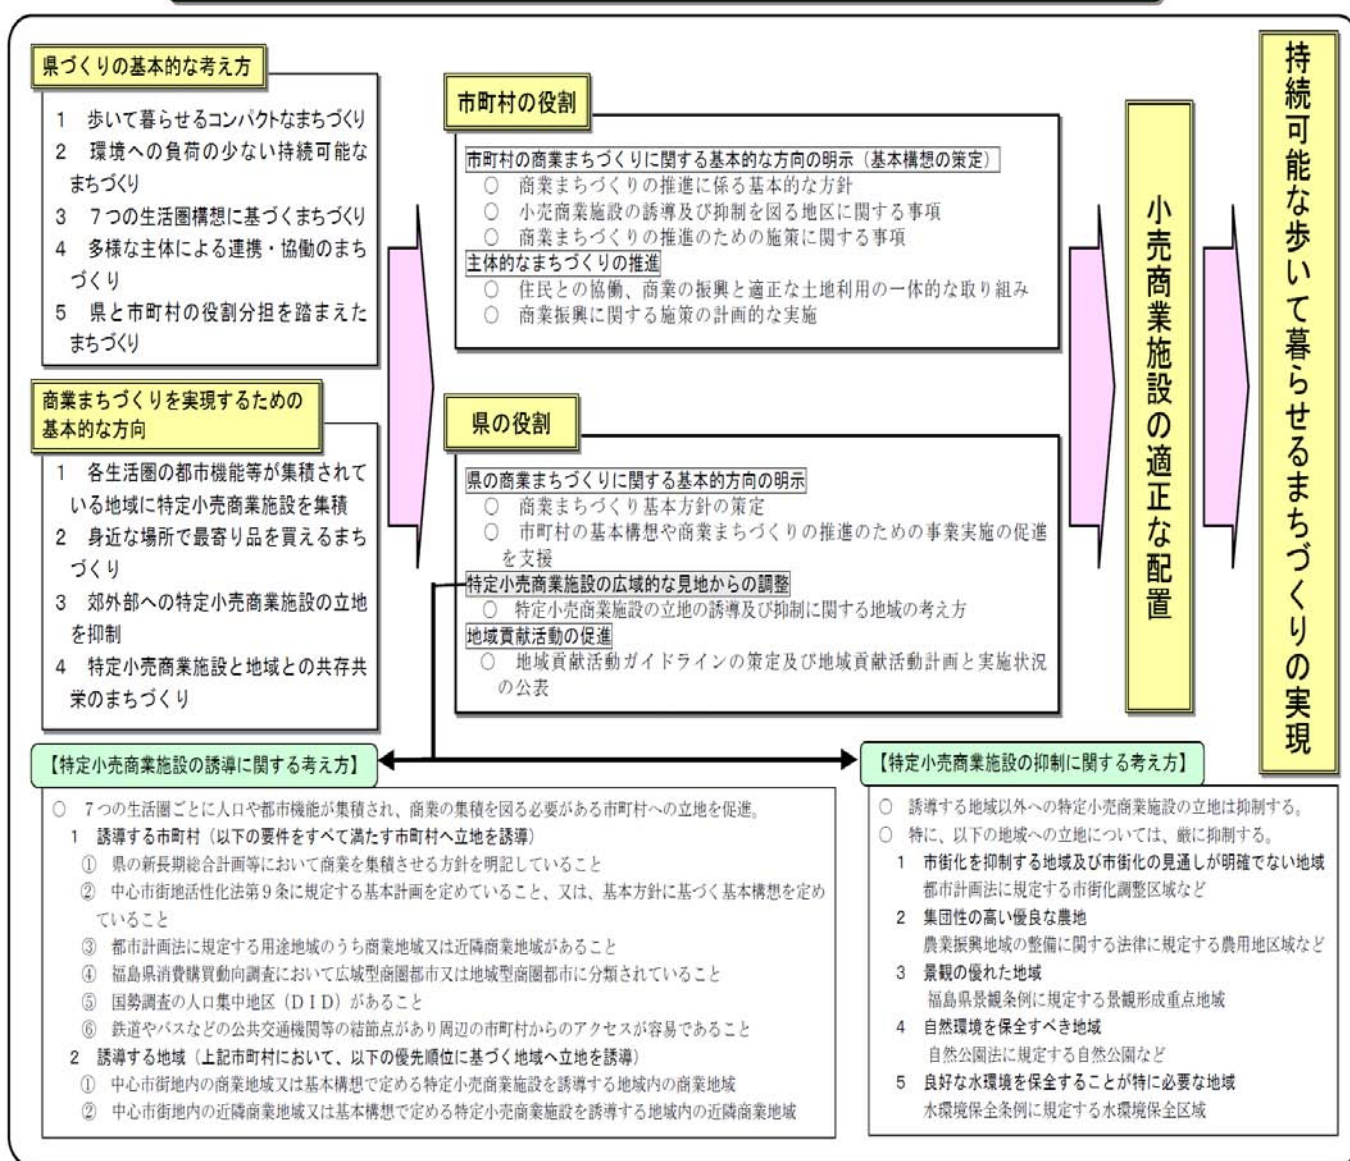 県づくりの基本的な考え方
1 歩いて暮らせるコンパクトなまちづくり
2 環境への負荷の少ない持続可能な
まちづくり
3 7つの生活圏構想に基づくまちづくり
4 多様な主体による連携・協働のまち
づくり
5 県と市町村の役割分担を踏まえた
まちづくり
商業まちづくりを実現するための
基本的な方向
1 各生活圏の都市機能等が集積されて
いる地域に特定小売商業施設を集積
2 身近な場所で最寄り品を買えるまち
づくり
3 郊外部への特定小売商業施設の立地
を抑制
4 特定小売商業施設と地域との共存共
栄のまちづくり
市町村の役割
市町村の商業まちづくりに関する基本的な方向の明示（基本構想の策定）
○ 商業まちづくりの推進に係る基本的な方針
○ 小売商業施設の誘導及び抑制を図る地区に関する事項
○ 商業まちづくりの推進のための施策に関する事項
主体的なまちづくりの推進
○ 住民との協働、商業の振興と適正な土地利用の一体的な取り組み
○ 商業振興に関する施策の計画的な実施
県の役割
県の商業まちづくりに関する基本的方向の明示
○ 商業まちづくり基本方針の策定
○ 市町村の基本構想や商業まちづくりの推進のための事業実施の促進
を支援
特定小売商業施設の広域的な見地からの調整
○ 特定小売商業施設の立地の誘導及び抑制に関する地域の考え方
地域貢献活動の促進
○ 地域貢献活動ガイドラインの策定及び地域貢献活動計画と実施状況
の公表
小売商業施設の適正な配置
持続可能な歩いて暮らせるまちづくりの実現
【特定小売商業施設の誘導に関する考え方】
○ 7つの生活圏ごとに人口や都市機能が集積され、商業の集積を図る必要がある市町村への立地を促進。
1 誘導する市町村（以下の要件をすべて満たす市町村へ立地を誘導）
① 県の新長期総合計画等において商業を集積させる方針を明記していること
② 中心市街地活性化法第9条に規定する基本計画を定めていること、又は、基本方針に基づく基本構想を定め
ていること
③ 都市計画法に規定する用途地域のうち商業地域又は近隣商業地域があること
④ 福島県消費購買動向調査において広域型商圏都市又は地域型商圏都市に分類されていること
⑤ 国勢調査の人口集中地区（DID）があること
⑥ 鉄道やバスなどの公共交通機関等の結節点があり周辺の市町村からのアクセスが容易であること
2 誘導する地域（上記市町村において、以下の優先順位に基づく地域へ立地を誘導）
① 中心市街地内の商業地域又は基本構想で定める特定小売商業施設を誘導する地域内の商業地域
② 中心市街地内の近隣商業地域又は基本構想で定める特定小売商業施設を誘導する地域内の近隣商業地域
【特定小売商業施設の抑制に関する考え方】
○ 誘導する地域以外への特定小売商業施設の立地は抑制する。
○ 特に、以下の地域への立地については、厳に抑制する。
1 市街化を抑制する地域及び市街化の見通しが明確でない地域
都市計画法に規定する市街化調整区域など
2 集団性の高い優良な農地
農業振興地域の整備に関する法律に規定する農用地区域など
3 景観の優れた地域
福島県景観条例に規定する景観形成重点地域
4 自然環境を保全すべき地域
自然公園法に規定する自然公園など
5 良好な水環境を保全することが特に必要な地域
水環境保全条例に規定する水環境保全区域